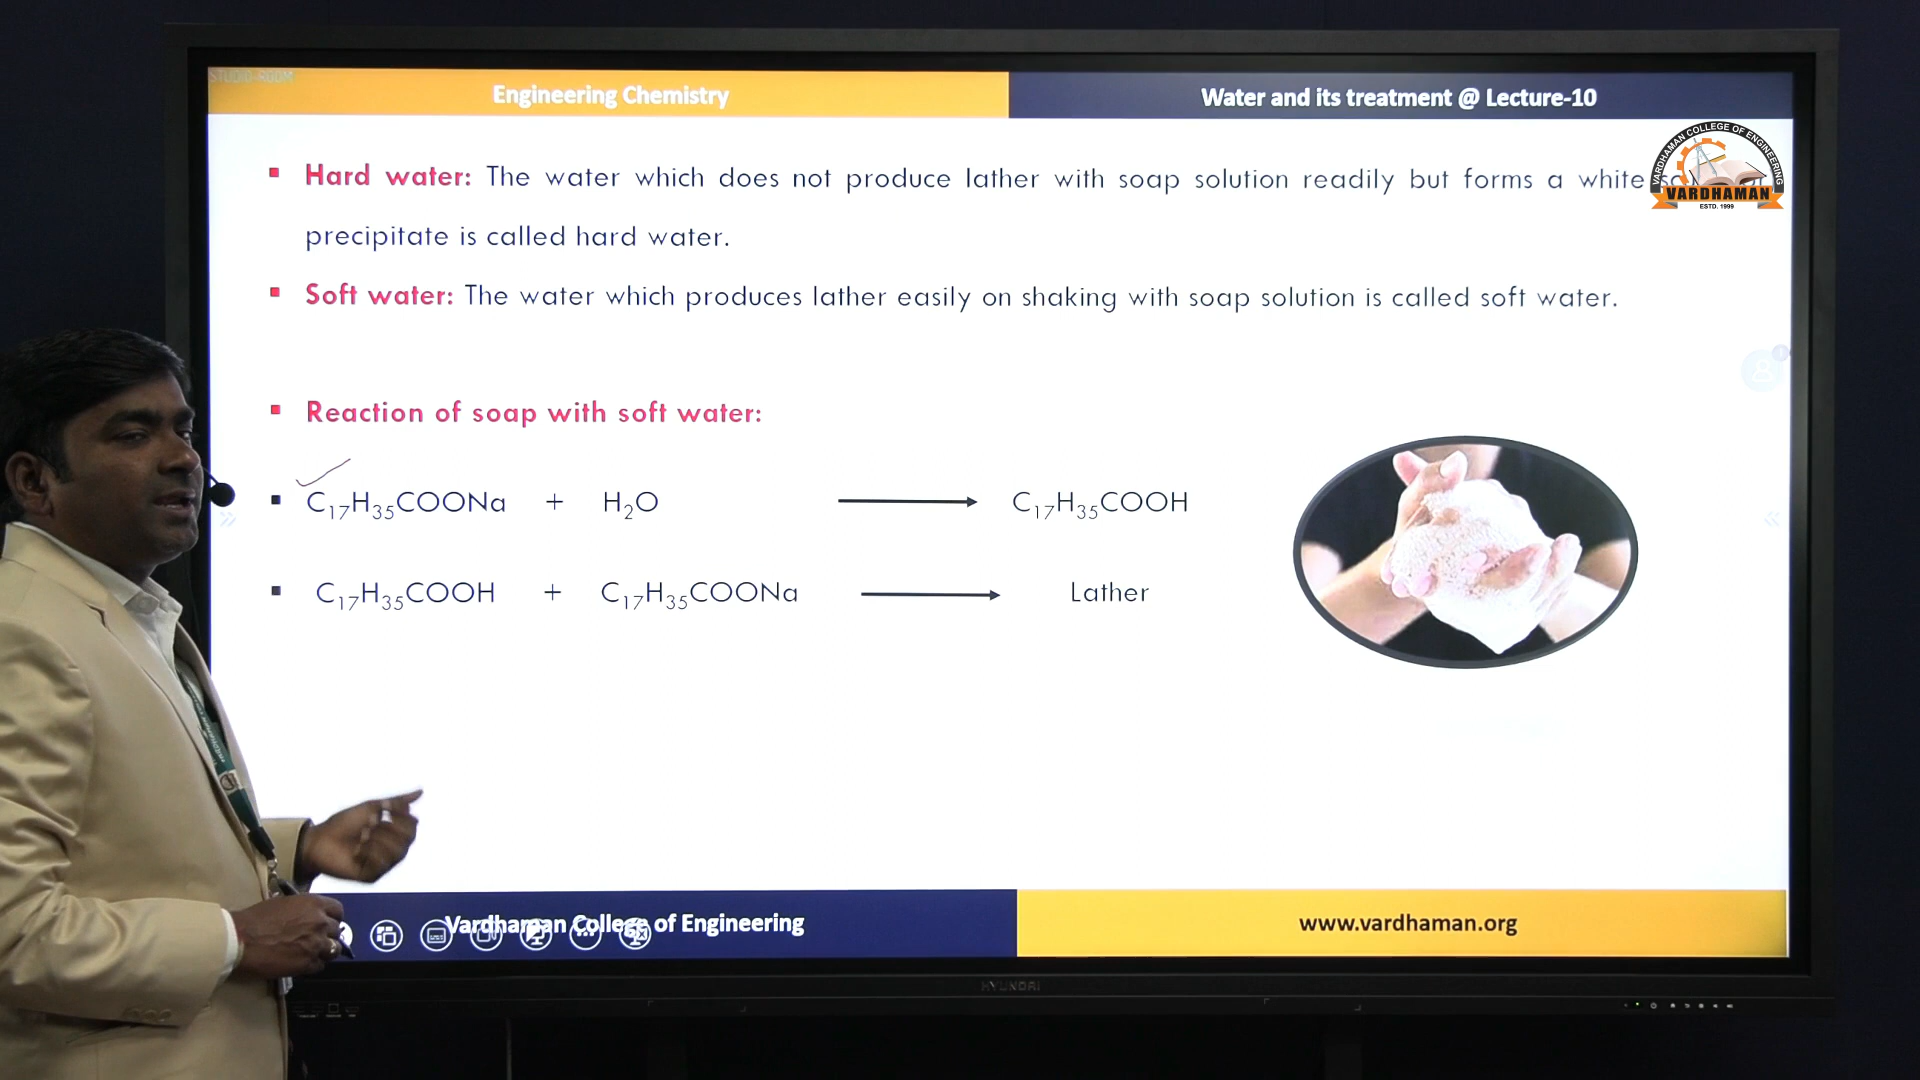 STUDIO-ROOM
Engineering Chemistry
Water and its treatment @ Lecture-10
VARDHAMAN COLLEGE OF ENGINEERING
VARDHAMAN
ESTD. 1999
▪ Hard water: The water which does not produce lather with soap solution readily but forms a white
precipitate is called hard water.
▪ Soft water: The water which produces lather easily on shaking with soap solution is called soft water.
▪ Reaction of soap with soft water:
▪ C₁₇H₃₅COONa + H₂O ⟶ C₁₇H₃₅COOH
▪ C₁₇H₃₅COOH + C₁₇H₃₅COONa ⟶ Lather
Vardhaman College of Engineering
www.vardhaman.org
HYUNDAI